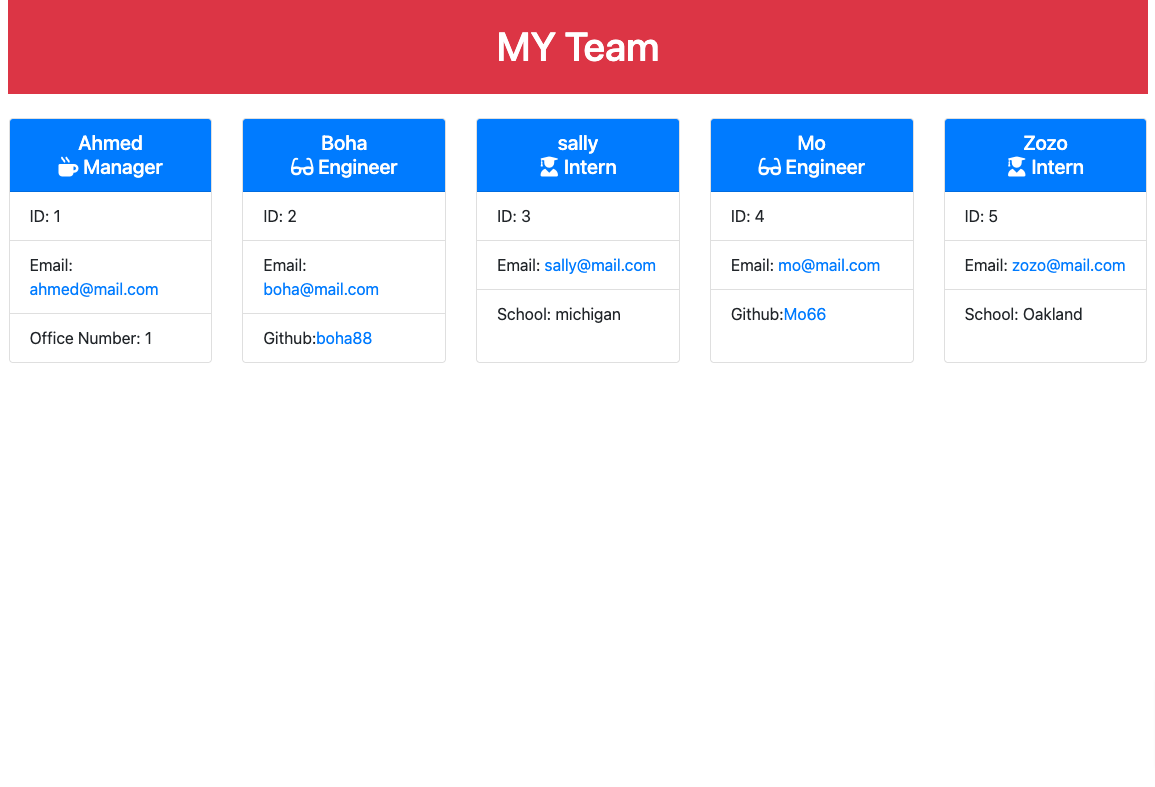 MY Team
Ahmed
Manager
ID: 1
Email:
ahmed@mail.com
Office Number: 1
Boha
Engineer
ID: 2
Email:
boha@mail.com
Github:boha88
sally
Intern
ID: 3
Email: sally@mail.com
School: michigan
Mo
Engineer
ID: 4
Email: mo@mail.com
Github:Mo66
Zozo
Intern
ID: 5
Email: zozo@mail.com
School: Oakland